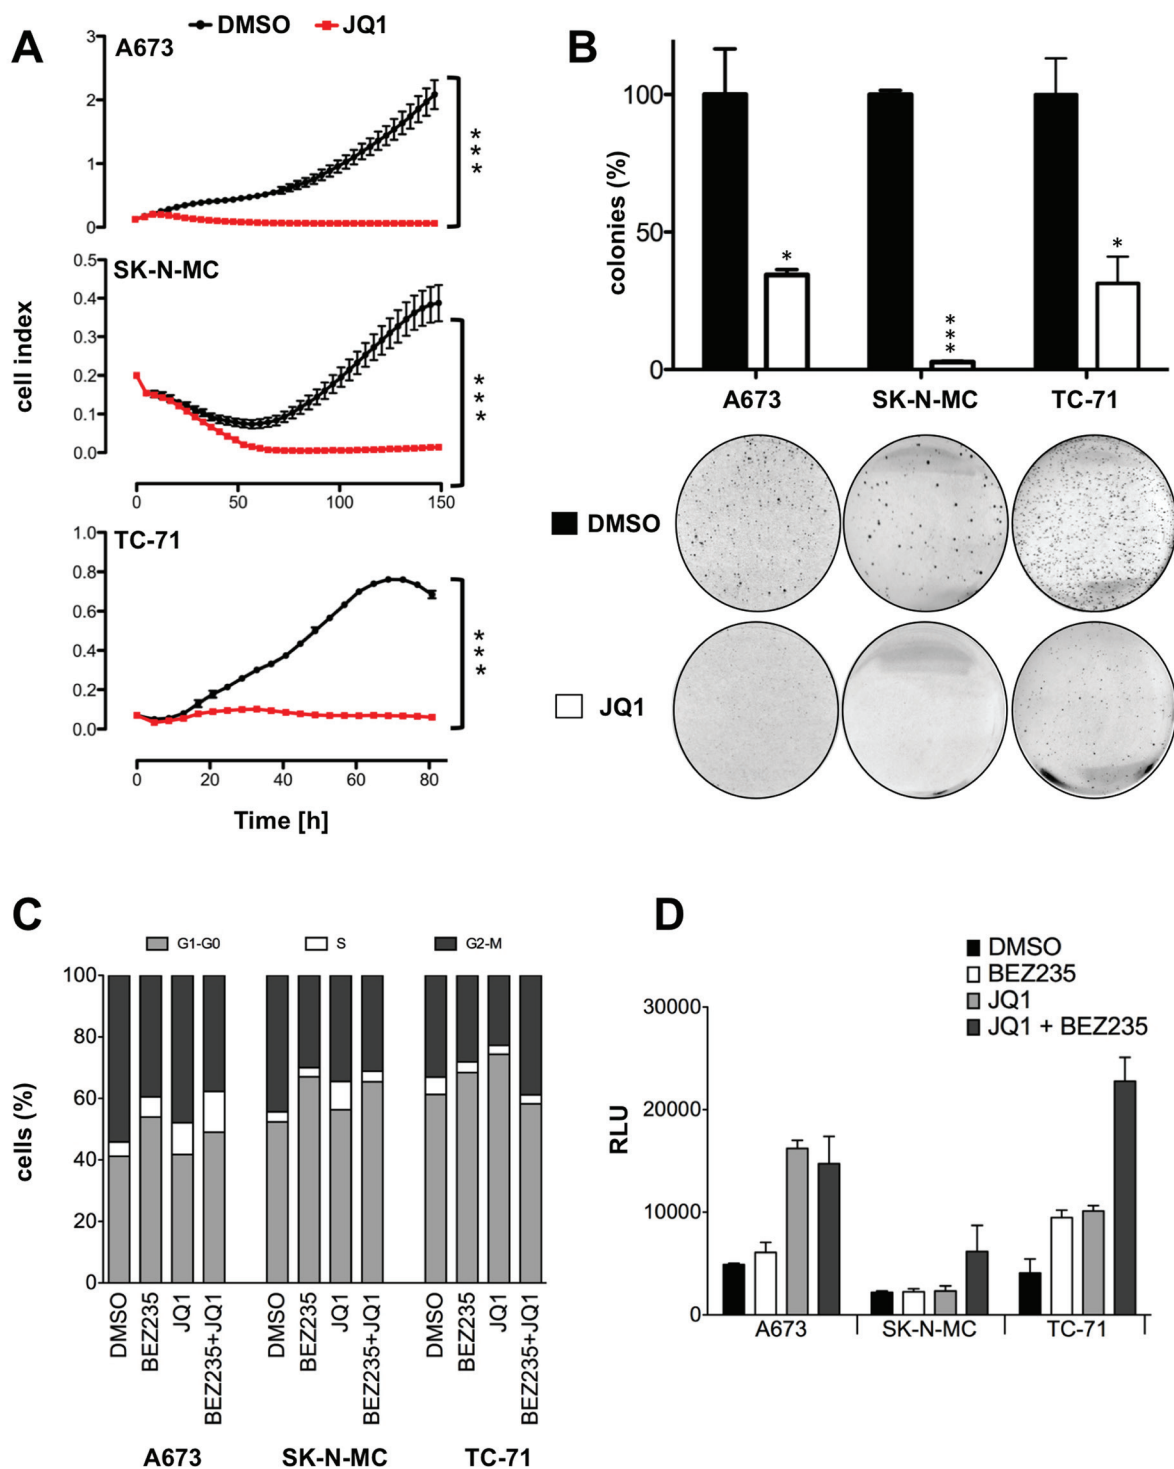 A
DMSO JQ1
A673
3
2
1
0
***
SK-N-MC
0.5
0.4
0.3
0.2
0.1
0.0
***
0 50 100 150
cell index
TC-71
1.0
0.8
0.6
0.4
0.2
0.0
***
0 20 40 60 80
Time [h]
B
colonies (%)
100
50
0
*
***
*
A673 SK-N-MC TC-71
DMSO
JQ1
C
G1-G0 S G2-M
cells (%)
100
80
60
40
20
0
DMSO BEZ235 JQ1 BEZ235+JQ1 DMSO BEZ235 JQ1 BEZ235+JQ1 DMSO BEZ235 JQ1 BEZ235+JQ1
A673 SK-N-MC TC-71
D
DMSO
BEZ235
JQ1
JQ1 + BEZ235
RLU
30000
20000
10000
0
A673 SK-N-MC TC-71